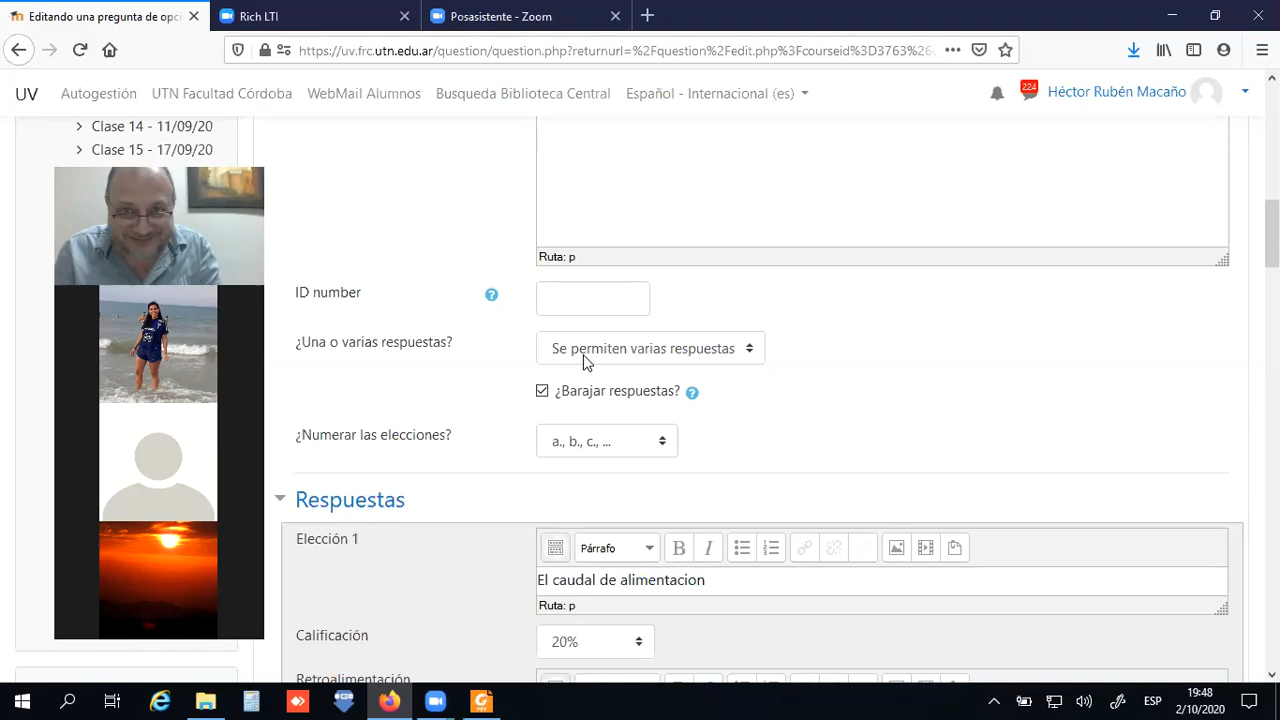 Editando una pregunta de opci
Rich LTI
Posasistente - Zoom
https://uv.frc.utn.edu.ar/question/question.php?returnurl=%2Fquestion%2Fedit.php%3Fcourseid%3D3763%26
UV
Autogestión
UTN Facultad Córdoba
WebMail Alumnos
Busqueda Biblioteca Central
Español - Internacional (es)
224
Héctor Rubén Macaño
Clase 14 - 11/09/20
Clase 15 - 17/09/20
Ruta: p
ID number
¿Una o varias respuestas?
Se permiten varias respuestas
¿Barajar respuestas?
¿Numerar las elecciones?
a., b., c., ...
Respuestas
Elección 1
Párrafo
B I
El caudal de alimentacion
Ruta: p
Calificación
20%
Retroalimentación
ESP
19:48
2/10/2020